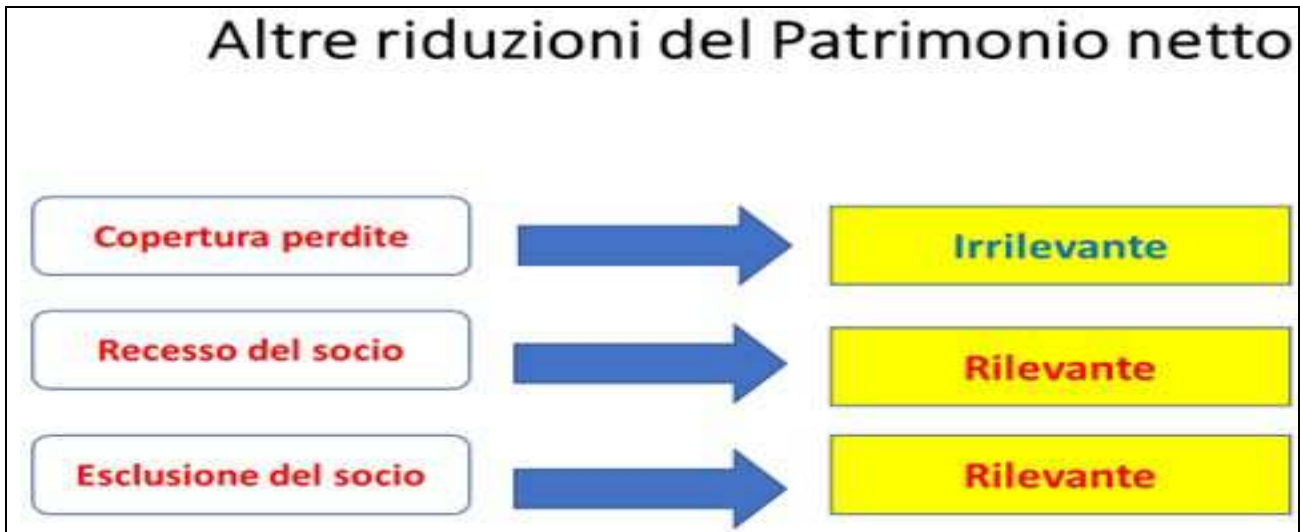 Altre riduzioni del Patrimonio netto
Copertura perdite
Irrilevante
Recesso del socio
Rilevante
Esclusione del socio
Rilevante